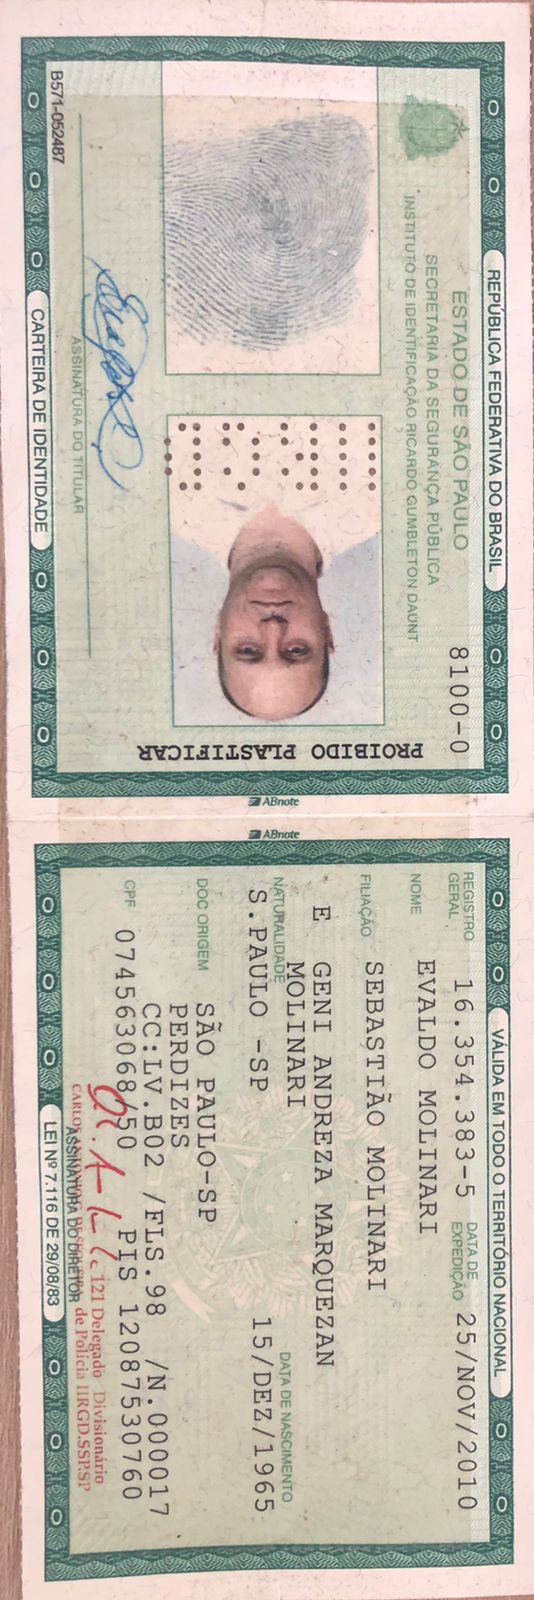 REPÚBLICA FEDERATIVA DO BRASIL
ESTADO DE SÃO PAULO
SECRETARIA DA SEGURANÇA PÚBLICA
INSTITUTO DE IDENTIFICAÇÃO RICARDO GUMBLETON DAUNT
8100-0
PROIBIDO PLASTIFICAR
ASSINATURA DO TITULAR
B571-052487
CARTEIRA DE IDENTIDADE
ABnote
ABnote
VÁLIDA EM TODO O TERRITÓRIO NACIONAL
REGISTRO GERAL 16.354.383-5 DATA DE EXPEDIÇÃO 25/NOV/2010
NOME EVALDO MOLINARI
FILIAÇÃO SEBASTIÃO MOLINARI
E GENI ANDREZA MARQUEZAN
MOLINARI
NATURALIDADE S.PAULO -SP DATA DE NASCIMENTO 15/DEZ/1965
DOC ORIGEM SÃO PAULO-SP
PERDIZES
CC:LV.B02 /FLS.98 /N.000017
CPF 074563068/50 PIS 12087530760
121 Delegado Divisionário
de Polícia IIRGD.SSP.SP
ASSINATURA DO DIRETOR
LEI Nº 7.116 DE 29/08/83